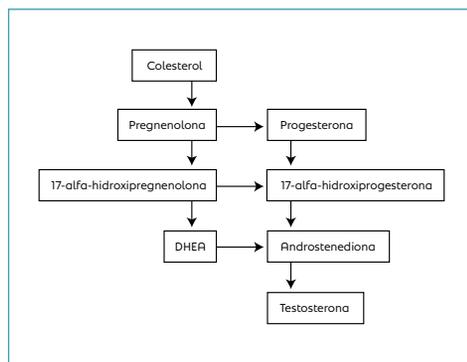 Colesterol
Pregnenolona
Progesterona
17-alfa-hidroxipregnenolona
17-alfa-hidroxiprogesterona
DHEA
Androstenediona
Testosterona